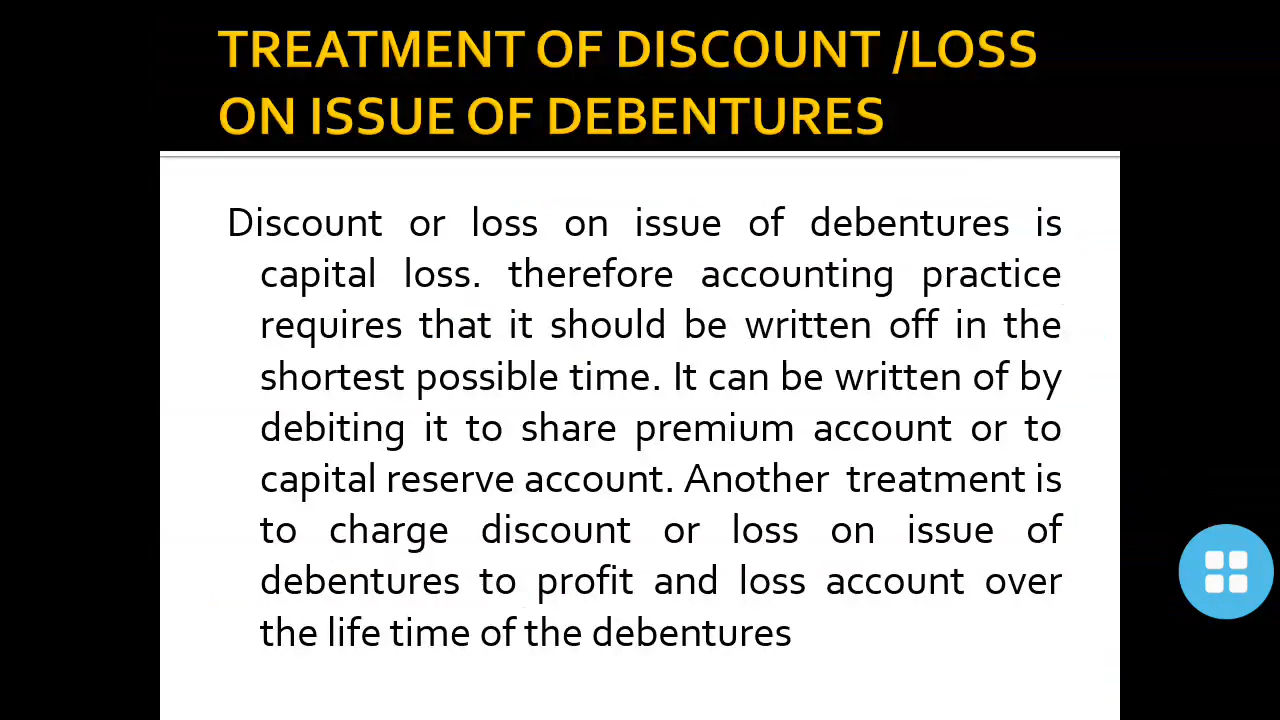 TREATMENT OF DISCOUNT /LOSS
ON ISSUE OF DEBENTURES
Discount or loss on issue of debentures is
capital loss. therefore accounting practice
requires that it should be written off in the
shortest possible time. It can be written of by
debiting it to share premium account or to
capital reserve account. Another treatment is
to charge discount or loss on issue of
debentures to profit and loss account over
the life time of the debentures